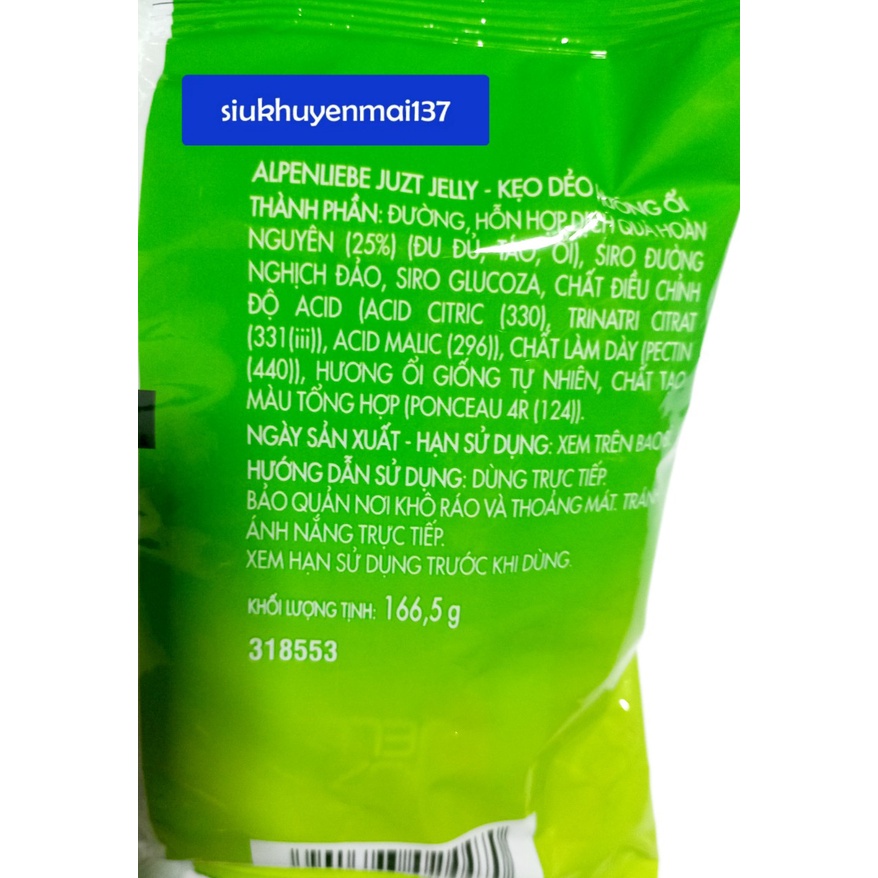 siukhuyenmai137
ALPENLIEBE JUZT JELLY - KẸO DẺO HƯƠNG ỔI
THÀNH PHẦN: ĐƯỜNG, HỖN HỢP DỊCH QUẢ HOÀN
NGUYÊN (25%) (ĐU ĐỦ, TÁO, ỔI), SIRO ĐƯỜNG
NGHỊCH ĐẢO, SIRO GLUCOZA, CHẤT ĐIỀU CHỈNH
ĐỘ ACID (ACID CITRIC (330), TRINATRI CITRAT
(331(iii)), ACID MALIC (296)), CHẤT LÀM DÀY (PECTIN
(440)), HƯƠNG ỔI GIỐNG TỰ NHIÊN, CHẤT TẠO
MÀU TỔNG HỢP (PONCEAU 4R (124)).
NGÀY SẢN XUẤT - HẠN SỬ DỤNG: XEM TRÊN BAO
HƯỚNG DẪN SỬ DỤNG: DÙNG TRỰC TIẾP.
BẢO QUẢN NƠI KHÔ RÁO VÀ THOÁNG MÁT. TRÁNH
ÁNH NẮNG TRỰC TIẾP.
XEM HẠN SỬ DỤNG TRƯỚC KHI DÙNG.
KHỐI LƯỢNG TỊNH: 166,5 g
318553